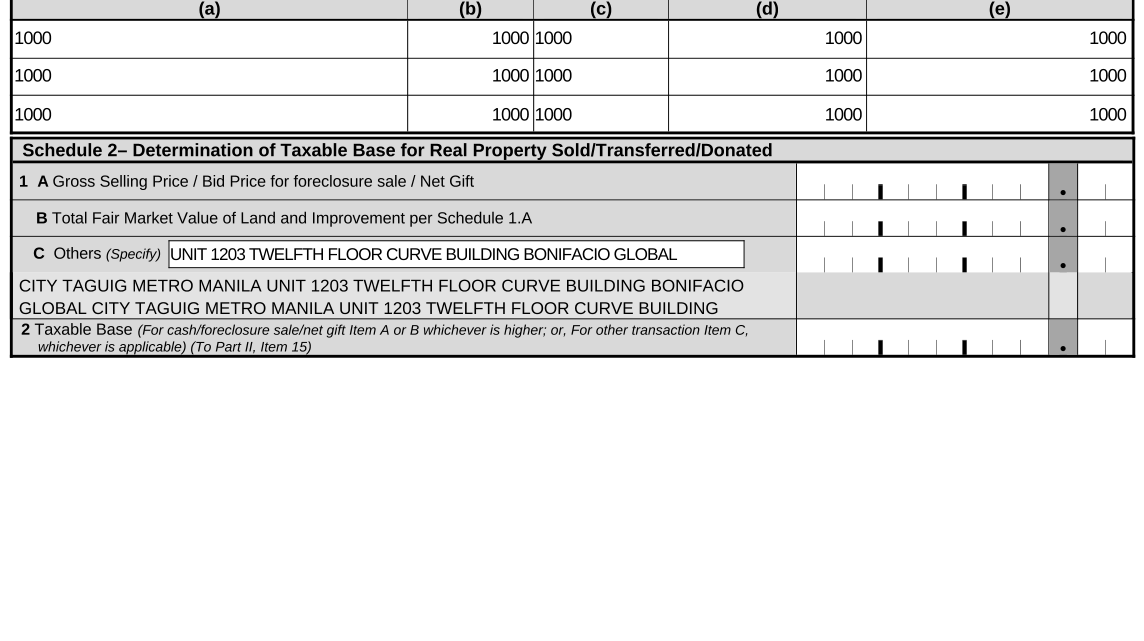 (a) (b) (c) (d) (e)
1000 1000 1000 1000 1000
1000 1000 1000 1000 1000
1000 1000 1000 1000 1000
Schedule 2– Determination of Taxable Base for Real Property Sold/Transferred/Donated
1 A Gross Selling Price / Bid Price for foreclosure sale / Net Gift
B Total Fair Market Value of Land and Improvement per Schedule 1.A
C Others (Specify) UNIT 1203 TWELFTH FLOOR CURVE BUILDING BONIFACIO GLOBAL
CITY TAGUIG METRO MANILA UNIT 1203 TWELFTH FLOOR CURVE BUILDING BONIFACIO
GLOBAL CITY TAGUIG METRO MANILA UNIT 1203 TWELFTH FLOOR CURVE BUILDING
2 Taxable Base (For cash/foreclosure sale/net gift Item A or B whichever is higher; or, For other transaction Item C,
whichever is applicable) (To Part II, Item 15)